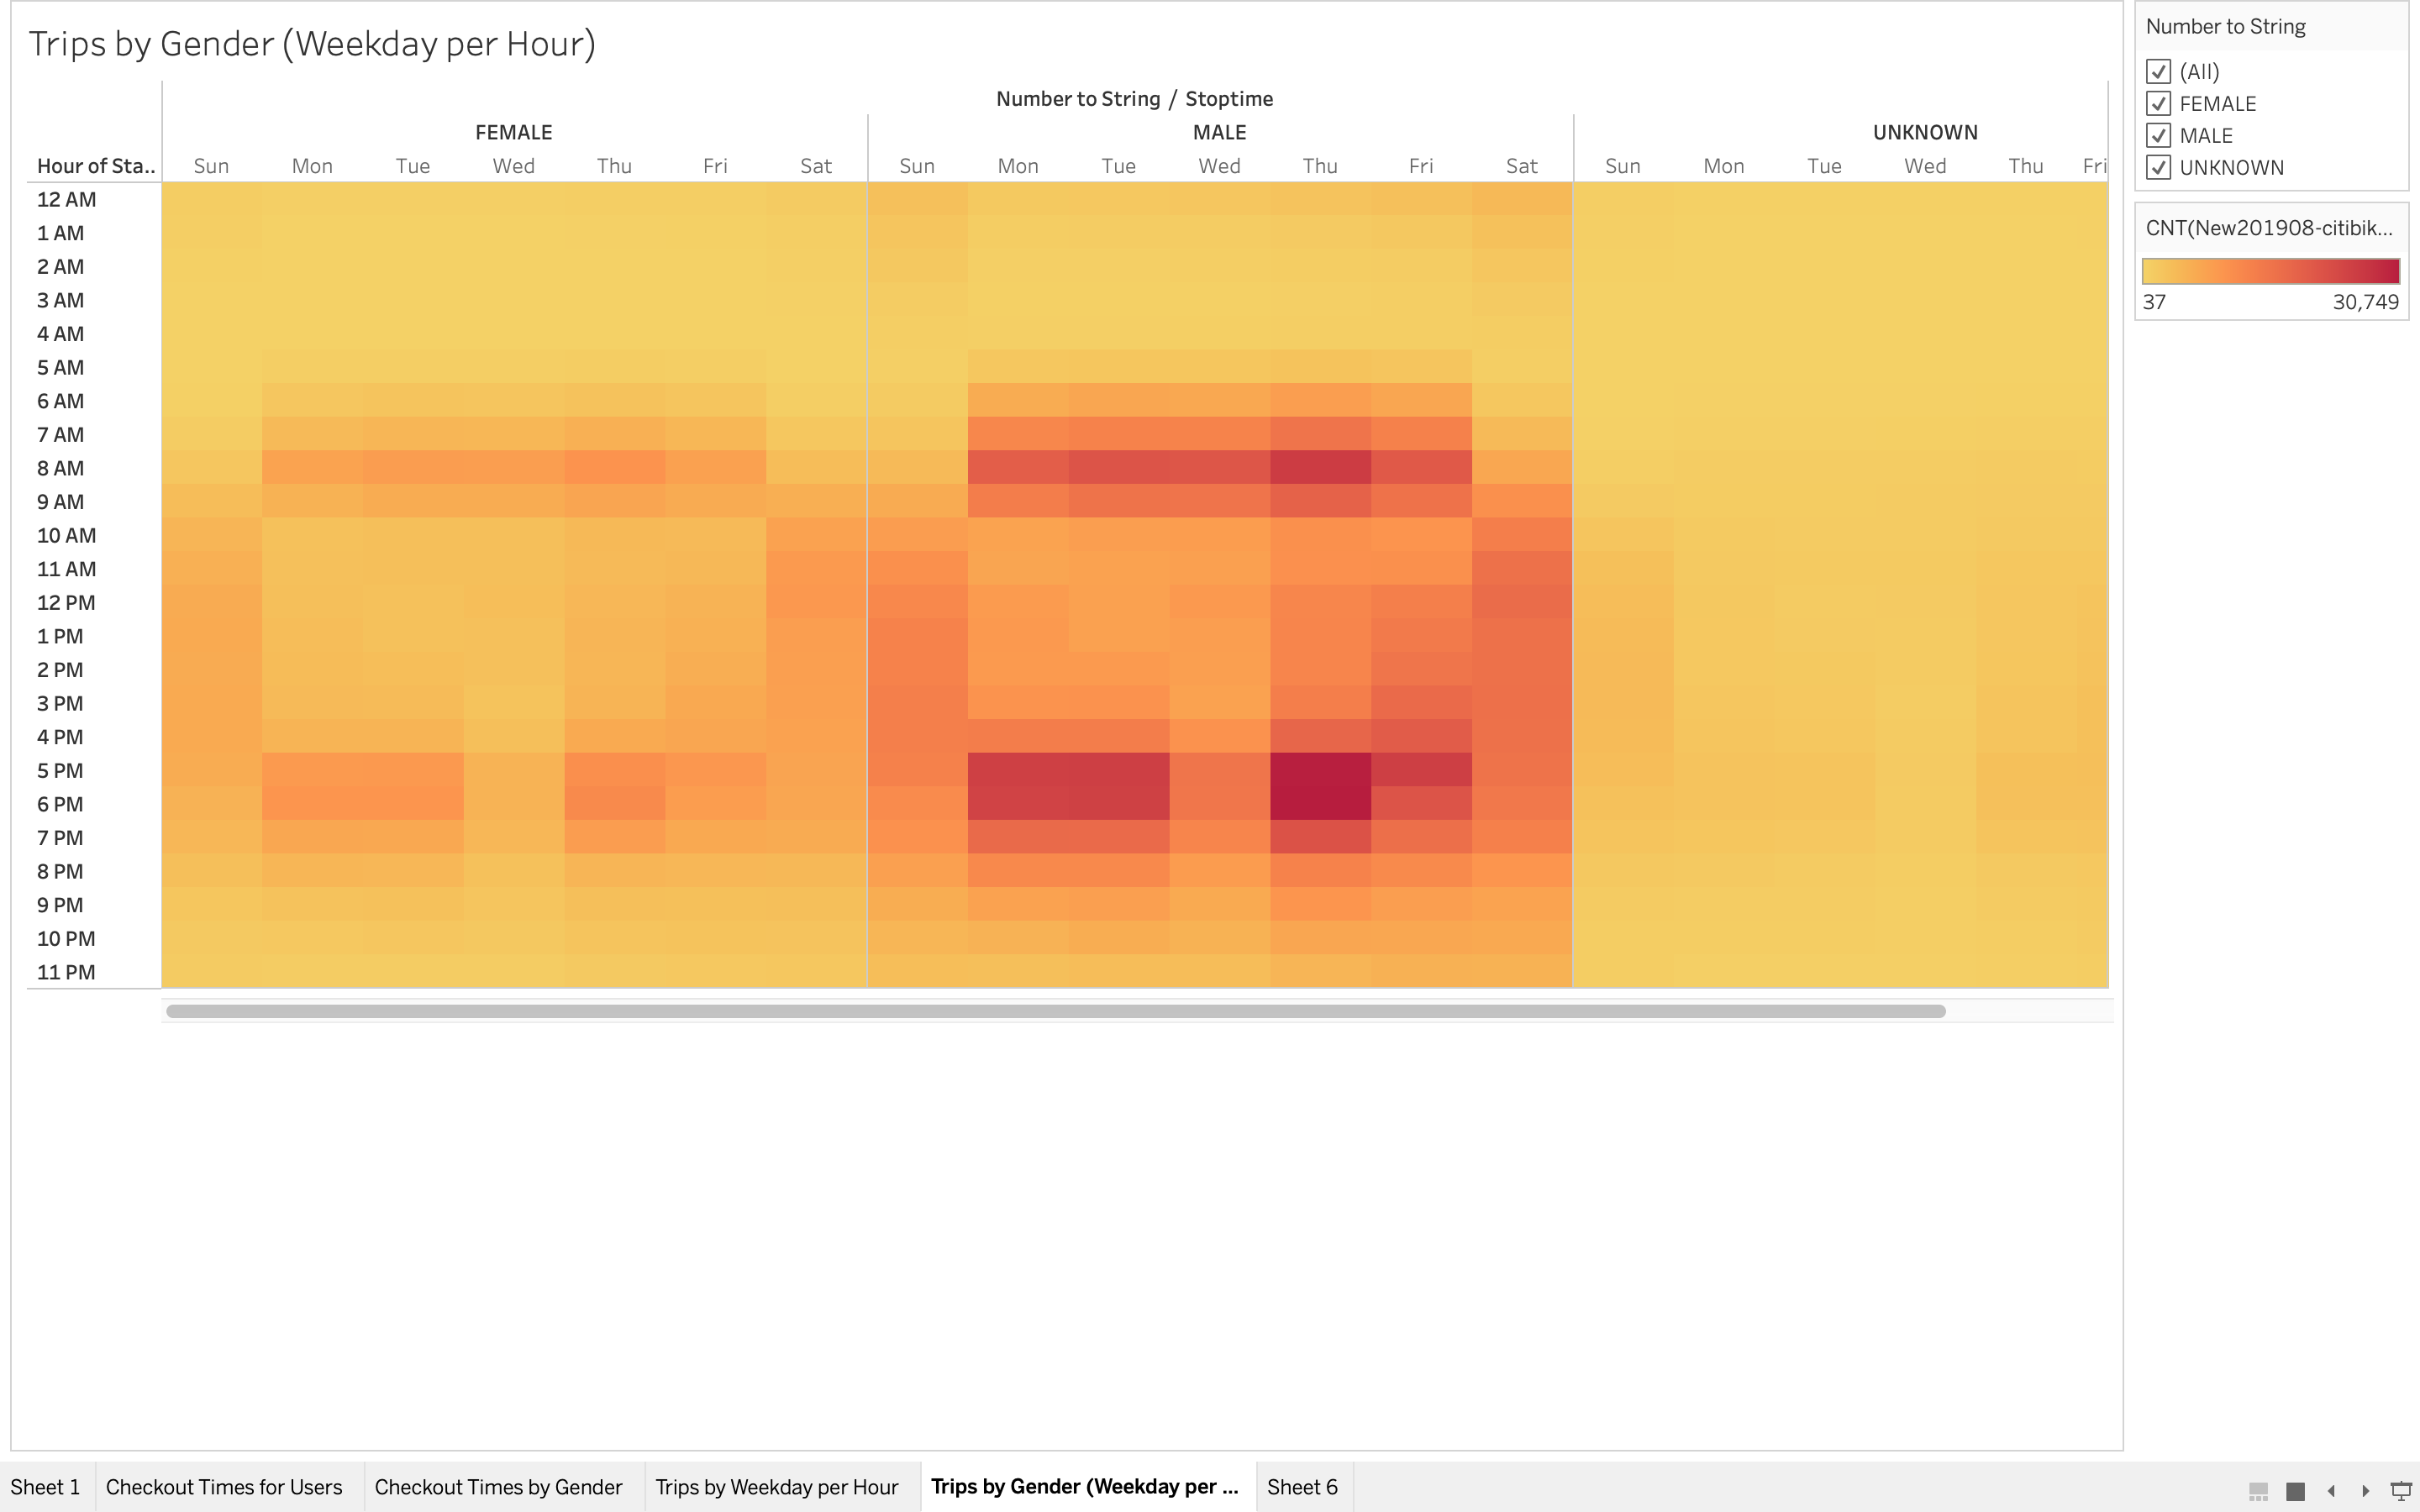 Trips by Gender (Weekday per Hour)
Number to String / Stoptime
FEMALE MALE UNKNOWN
Hour of Sta.. Sun Mon Tue Wed Thu Fri Sat Sun Mon Tue Wed Thu Fri Sat Sun Mon Tue Wed Thu Fri
12 AM
1 AM
2 AM
3 AM
4 AM
5 AM
6 AM
7 AM
8 AM
9 AM
10 AM
11 AM
12 PM
1 PM
2 PM
3 PM
4 PM
5 PM
6 PM
7 PM
8 PM
9 PM
10 PM
11 PM
Number to String
(All)
FEMALE
MALE
UNKNOWN
CNT(New201908-citibik...
37 30,749
Sheet 1 Checkout Times for Users Checkout Times by Gender Trips by Weekday per Hour Trips by Gender (Weekday per ... Sheet 6